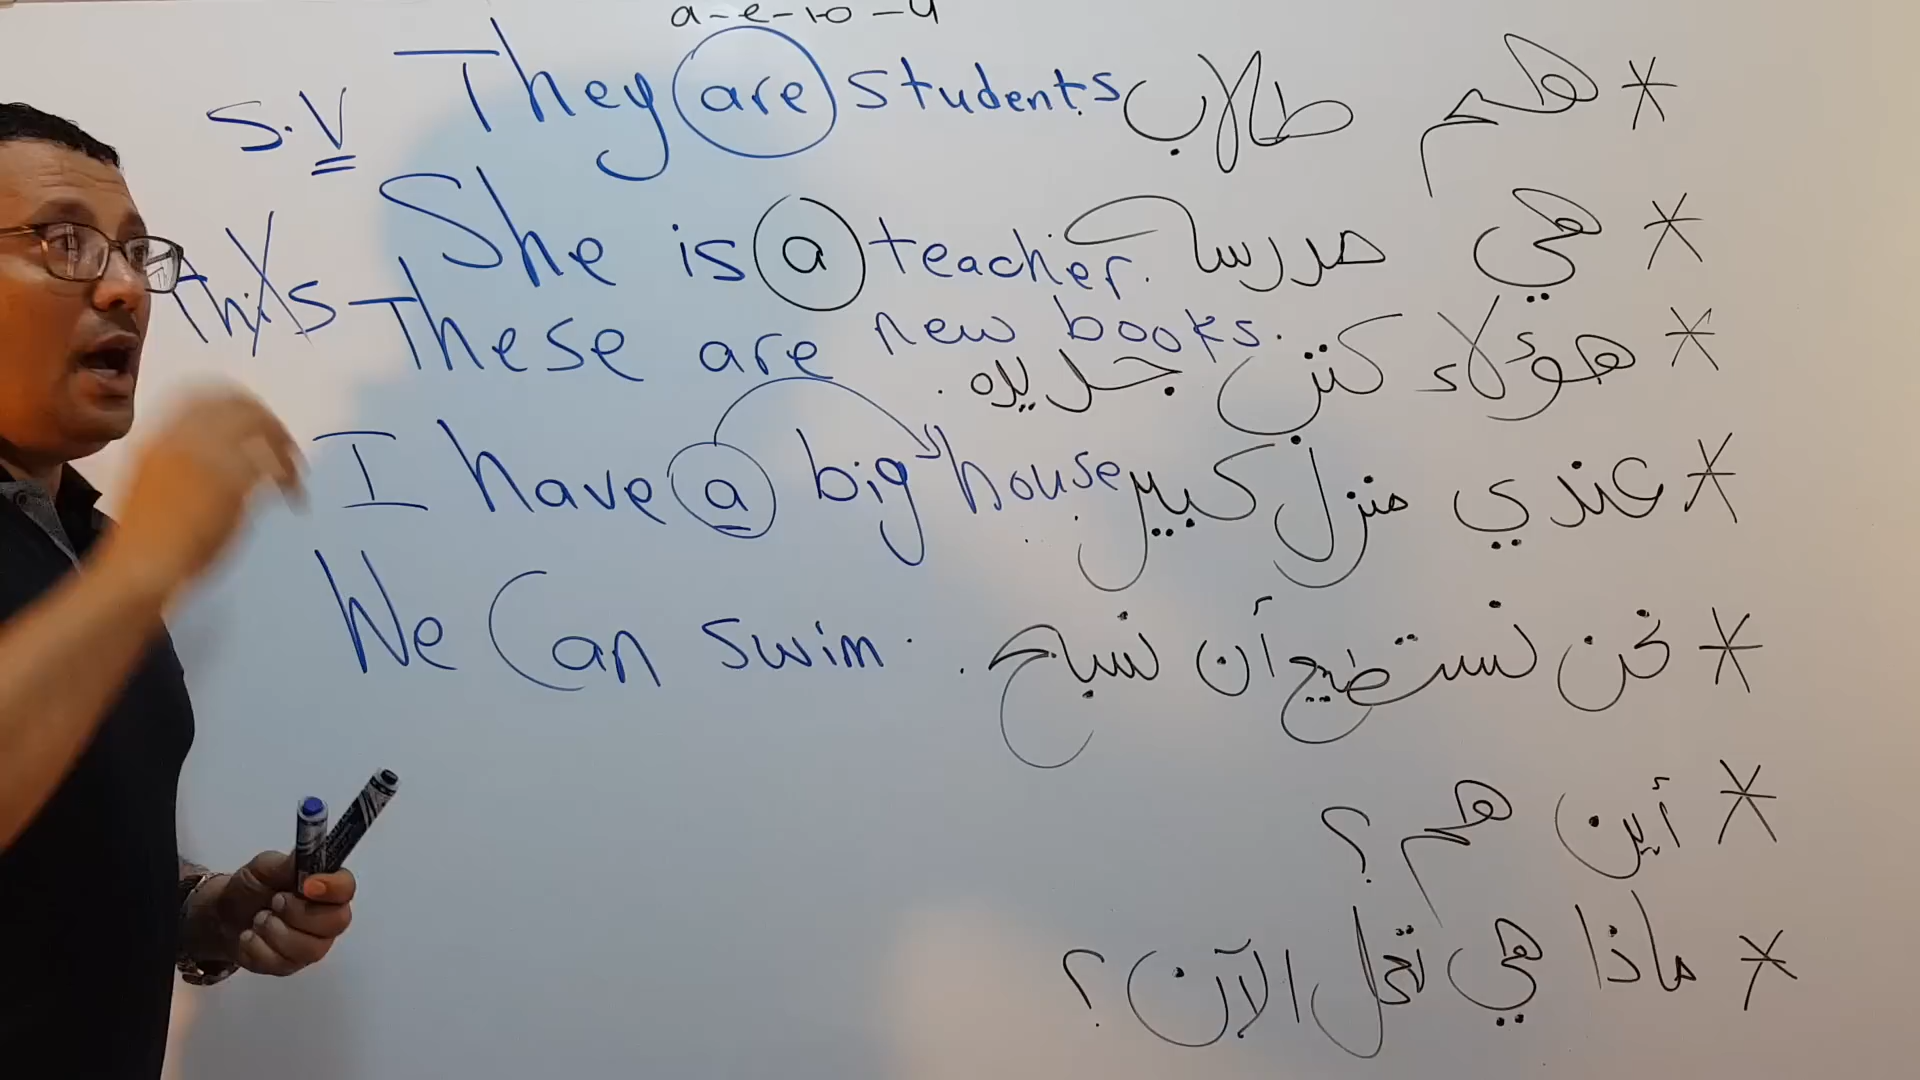 a-e-i-o-u
S.V They are students. هم طلاب *
She is a teacher. هي مدرسة *
This These are new books. هؤلاء كتب جديده. *
I have a big house. عندي منزل كبير *
We Can swim. نحن نستطيع أن نسبح. *
أين هم؟ *
ماذا هي تفعل الآن؟ *